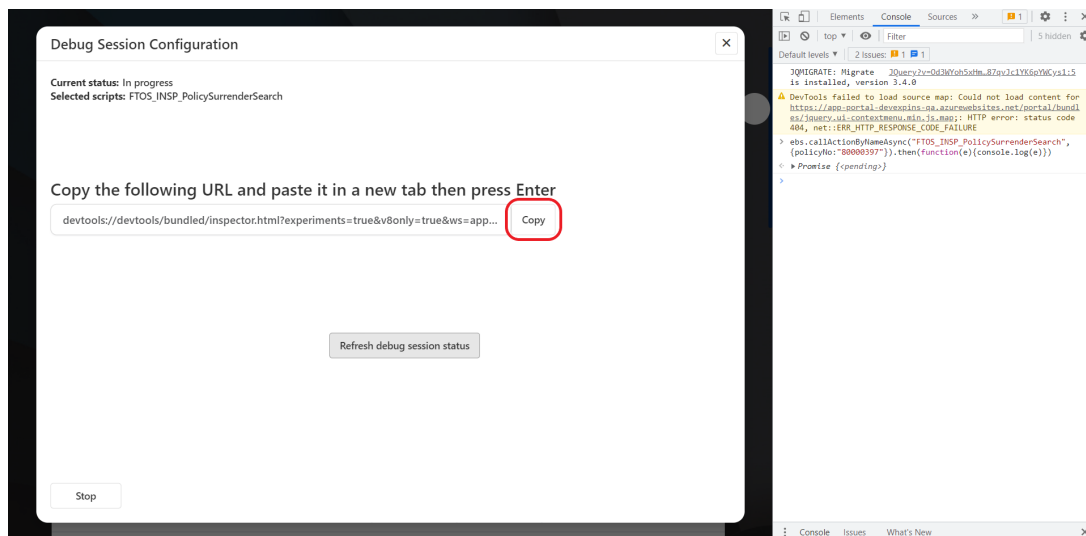 Debug Session Configuration
Current status: In progress
Selected scripts: FTOS_INSP_PolicySurrenderSearch
Copy the following URL and paste it in a new tab then press Enter
devtools://devtools/bundled/inspector.html?experiments=true&v8only=true&ws=app...
Copy
Refresh debug session status
Stop
Elements Console Sources » 1
top ▼ Filter 5 hidden
Default levels ▼ 2 Issues: 1 1
JQMIGRATE: Migrate JQuery?v=Od3WYoh5xHm…87qvJc1YK6pYWCys1:5
is installed, version 3.4.0
DevTools failed to load source map: Could not load content for
https://app-portal-devexpins-qa.azurewebsites.net/portal/bundl
es/jquery.ui-contextmenu.min.js.map;: HTTP error: status code
404, net::ERR_HTTP_RESPONSE_CODE_FAILURE
> ebs.callActionByNameAsync("FTOS_INSP_PolicySurrenderSearch",
{policyNo:"80000397"}).then(function(e){console.log(e)})
▶ Promise {<pending>}
>
Console Issues What's New